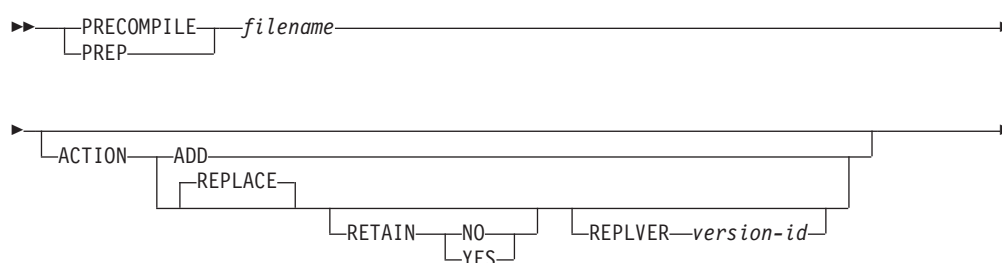 PRECOMPILE filename
PREP
ACTION ADD
REPLACE
RETAIN NO REPLVER version-id
YES